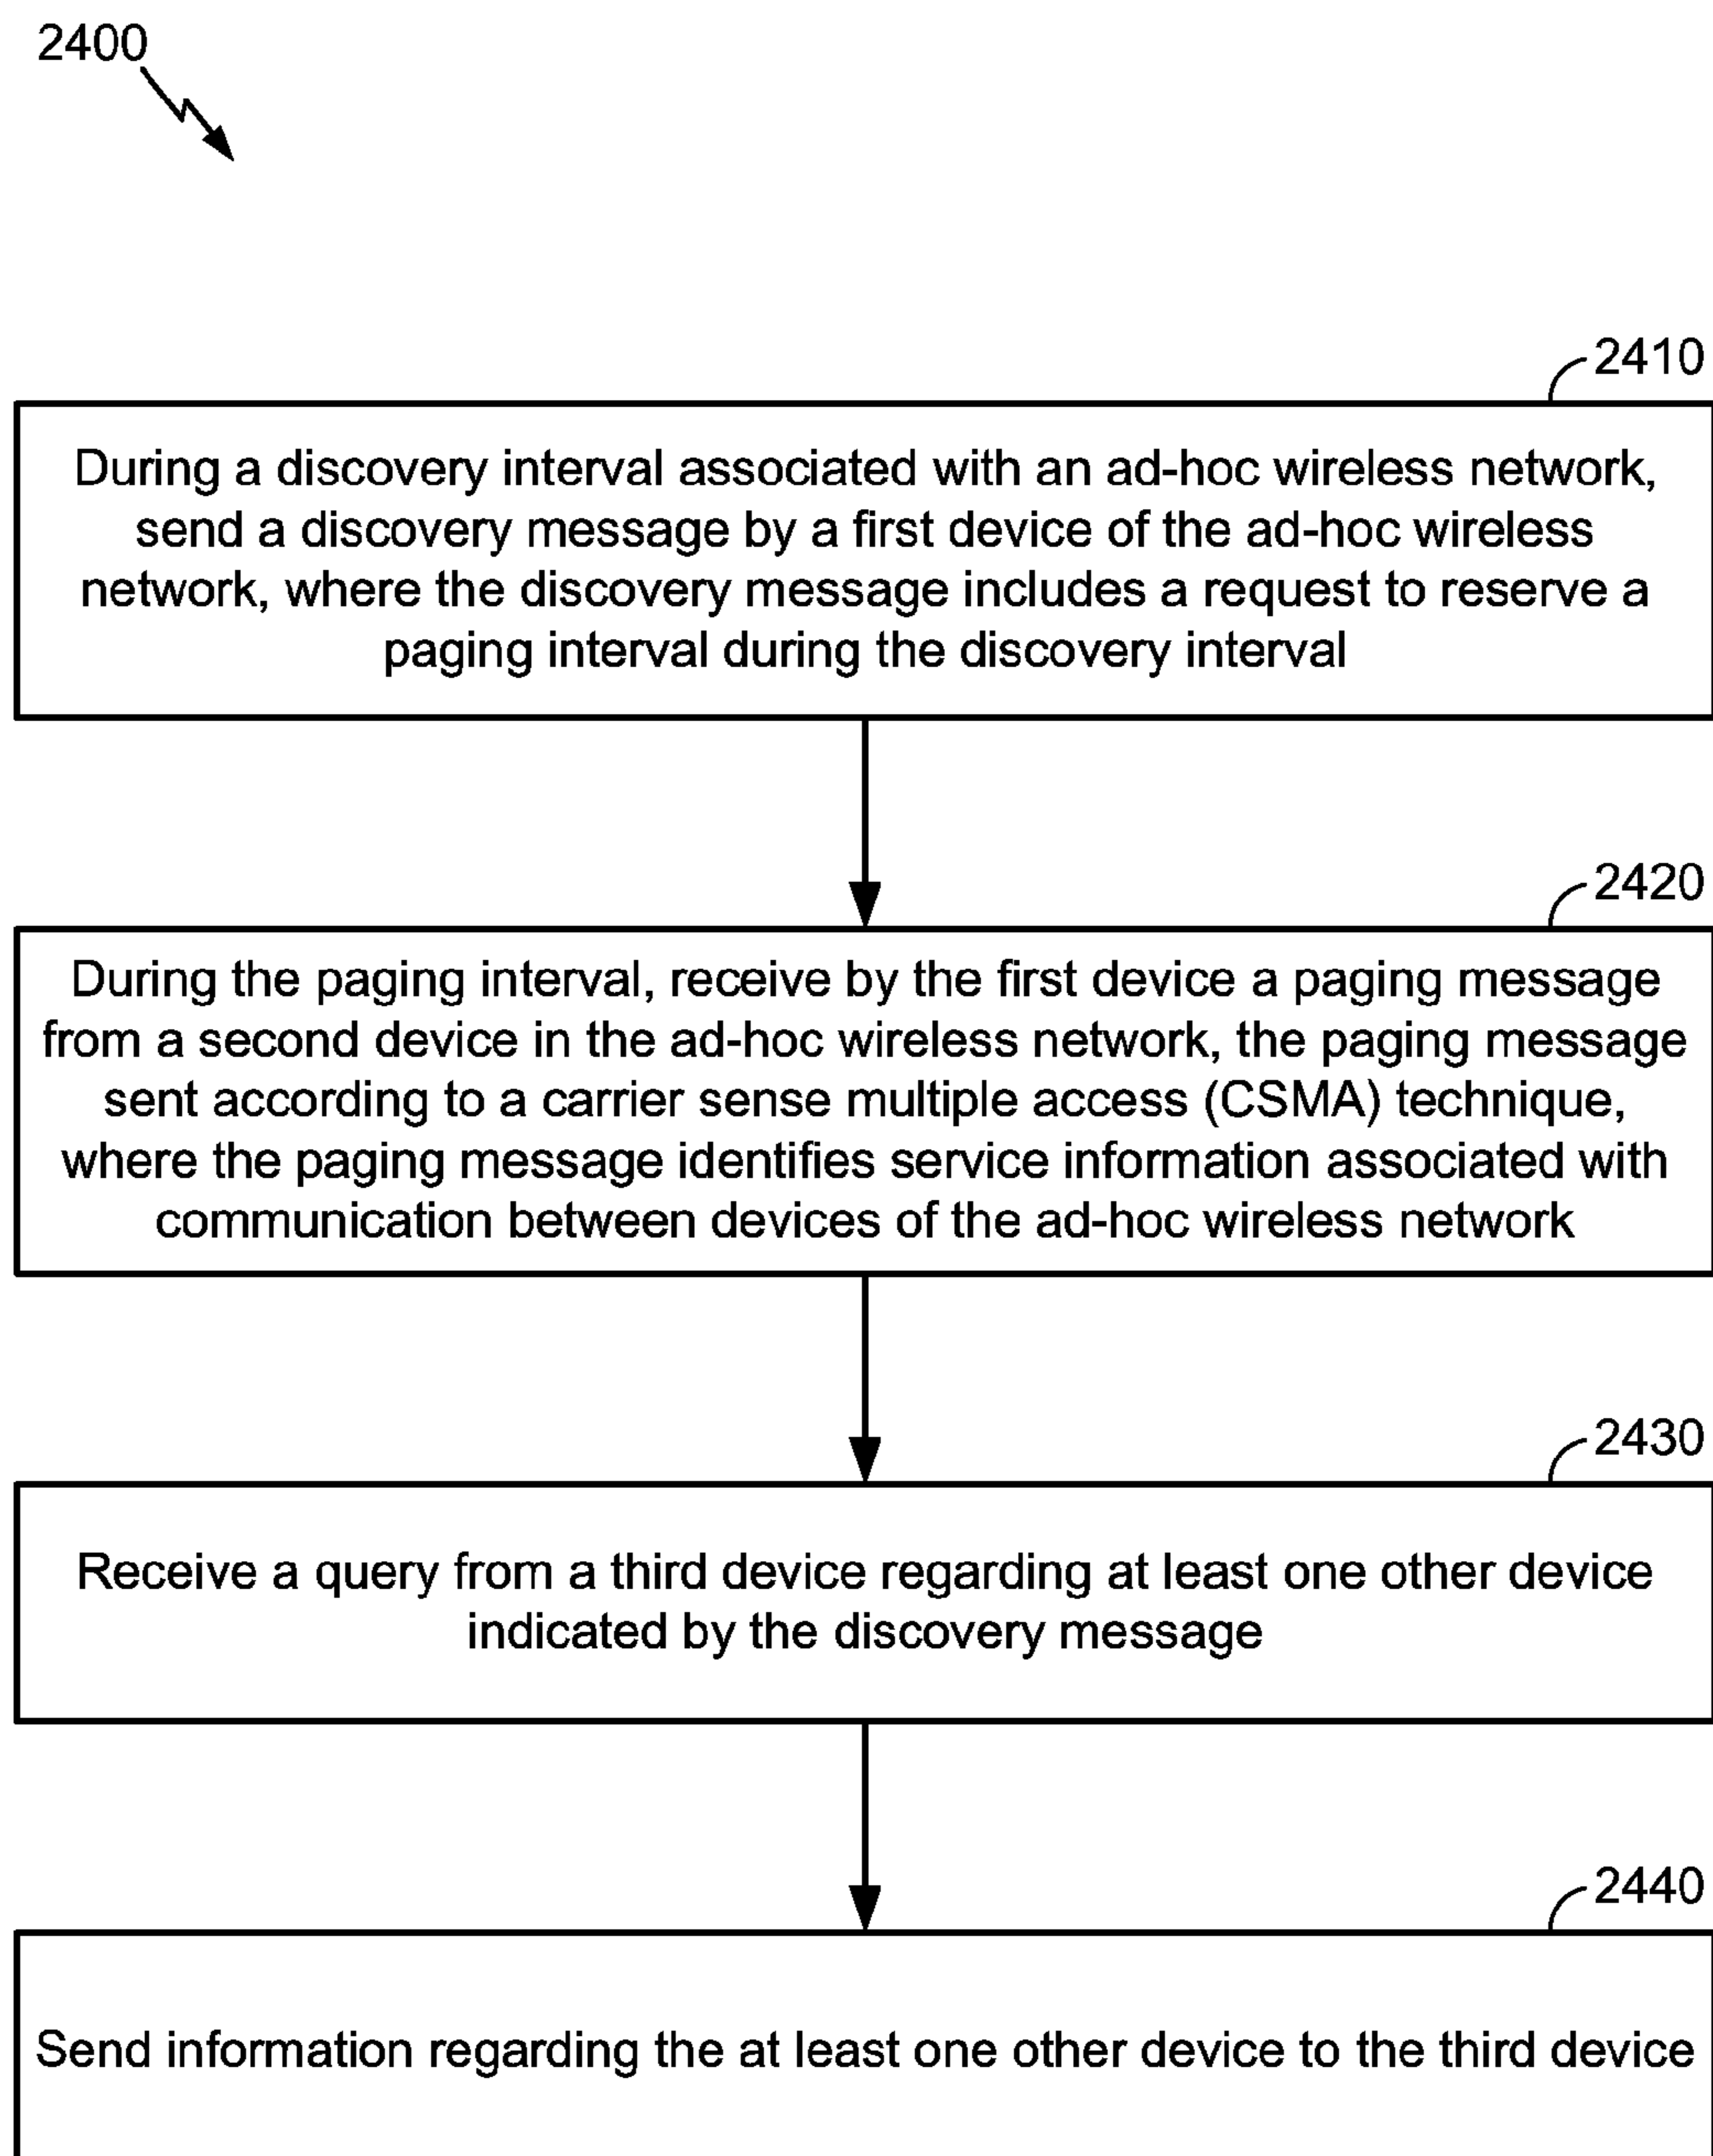 2400
2410
During a discovery interval associated with an ad-hoc wireless network,
send a discovery message by a first device of the ad-hoc wireless
network, where the discovery message includes a request to reserve a
paging interval during the discovery interval
2420
During the paging interval, receive by the first device a paging message
from a second device in the ad-hoc wireless network, the paging message
sent according to a carrier sense multiple access (CSMA) technique,
where the paging message identifies service information associated with
communication between devices of the ad-hoc wireless network
2430
Receive a query from a third device regarding at least one other device
indicated by the discovery message
2440
Send information regarding the at least one other device to the third device